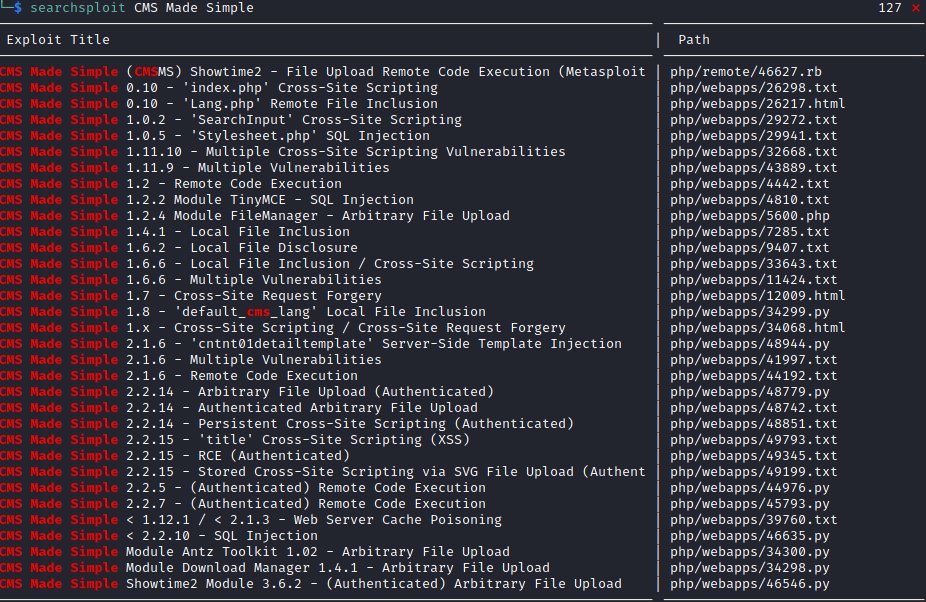 └─$ searchsploit CMS Made Simple 127 ✕
Exploit Title | Path
CMS Made Simple (CMSMS) Showtime2 - File Upload Remote Code Execution (Metasploit | php/remote/46627.rb
CMS Made Simple 0.10 - 'index.php' Cross-Site Scripting | php/webapps/26298.txt
CMS Made Simple 0.10 - 'Lang.php' Remote File Inclusion | php/webapps/26217.html
CMS Made Simple 1.0.2 - 'SearchInput' Cross-Site Scripting | php/webapps/29272.txt
CMS Made Simple 1.0.5 - 'Stylesheet.php' SQL Injection | php/webapps/29941.txt
CMS Made Simple 1.11.10 - Multiple Cross-Site Scripting Vulnerabilities | php/webapps/32668.txt
CMS Made Simple 1.11.9 - Multiple Vulnerabilities | php/webapps/43889.txt
CMS Made Simple 1.2 - Remote Code Execution | php/webapps/4442.txt
CMS Made Simple 1.2.2 Module TinyMCE - SQL Injection | php/webapps/4810.txt
CMS Made Simple 1.2.4 Module FileManager - Arbitrary File Upload | php/webapps/5600.php
CMS Made Simple 1.4.1 - Local File Inclusion | php/webapps/7285.txt
CMS Made Simple 1.6.2 - Local File Disclosure | php/webapps/9407.txt
CMS Made Simple 1.6.6 - Local File Inclusion / Cross-Site Scripting | php/webapps/33643.txt
CMS Made Simple 1.6.6 - Multiple Vulnerabilities | php/webapps/11424.txt
CMS Made Simple 1.7 - Cross-Site Request Forgery | php/webapps/12009.html
CMS Made Simple 1.8 - 'default_cms_lang' Local File Inclusion | php/webapps/34299.py
CMS Made Simple 1.x - Cross-Site Scripting / Cross-Site Request Forgery | php/webapps/34068.html
CMS Made Simple 2.1.6 - 'cntnt01detailtemplate' Server-Side Template Injection | php/webapps/48944.py
CMS Made Simple 2.1.6 - Multiple Vulnerabilities | php/webapps/41997.txt
CMS Made Simple 2.1.6 - Remote Code Execution | php/webapps/44192.txt
CMS Made Simple 2.2.14 - Arbitrary File Upload (Authenticated) | php/webapps/48779.py
CMS Made Simple 2.2.14 - Authenticated Arbitrary File Upload | php/webapps/48742.txt
CMS Made Simple 2.2.14 - Persistent Cross-Site Scripting (Authenticated) | php/webapps/48851.txt
CMS Made Simple 2.2.15 - 'title' Cross-Site Scripting (XSS) | php/webapps/49793.txt
CMS Made Simple 2.2.15 - RCE (Authenticated) | php/webapps/49345.txt
CMS Made Simple 2.2.15 - Stored Cross-Site Scripting via SVG File Upload (Authent | php/webapps/49199.txt
CMS Made Simple 2.2.5 - (Authenticated) Remote Code Execution | php/webapps/44976.py
CMS Made Simple 2.2.7 - (Authenticated) Remote Code Execution | php/webapps/45793.py
CMS Made Simple < 1.12.1 / < 2.1.3 - Web Server Cache Poisoning | php/webapps/39760.txt
CMS Made Simple < 2.2.10 - SQL Injection | php/webapps/46635.py
CMS Made Simple Module Antz Toolkit 1.02 - Arbitrary File Upload | php/webapps/34300.py
CMS Made Simple Module Download Manager 1.4.1 - Arbitrary File Upload | php/webapps/34298.py
CMS Made Simple Showtime2 Module 3.6.2 - (Authenticated) Arbitrary File Upload | php/webapps/46546.py